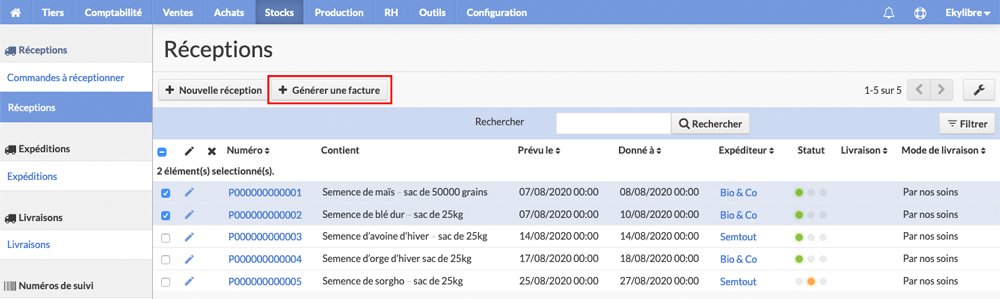 Tiers Comptabilité Ventes Achats Stocks Production RH Outils Configuration Ekylibre
Réceptions
Commandes à réceptionner
Réceptions
Expéditions
Expéditions
Livraisons
Livraisons
Numéros de suivi
Réceptions
Nouvelle réception Générer une facture 1-5 sur 5
Rechercher Rechercher Filtrer
Numéro Contient Prévu le Donné à Expéditeur Statut Livraison Mode de livraison
2 élément(s) selectionné(s).
P000000000001 Semence de maïs – sac de 50000 grains 07/08/2020 00:00 08/08/2020 00:00 Bio & Co Par nos soins
P000000000002 Semence de blé dur – sac de 25kg 07/08/2020 00:00 10/08/2020 00:00 Bio & Co Par nos soins
P000000000003 Semence d'avoine d'hiver – sac de 25kg 14/08/2020 00:00 14/08/2020 00:00 Semtout Par nos soins
P000000000004 Semence d'orge d'hiver sac de 25kg 17/08/2020 00:00 18/08/2020 00:00 Bio & Co Par nos soins
P000000000005 Semence de sorgho – sac de 25kg 25/08/2020 00:00 27/08/2020 00:00 Semtout Par nos soins